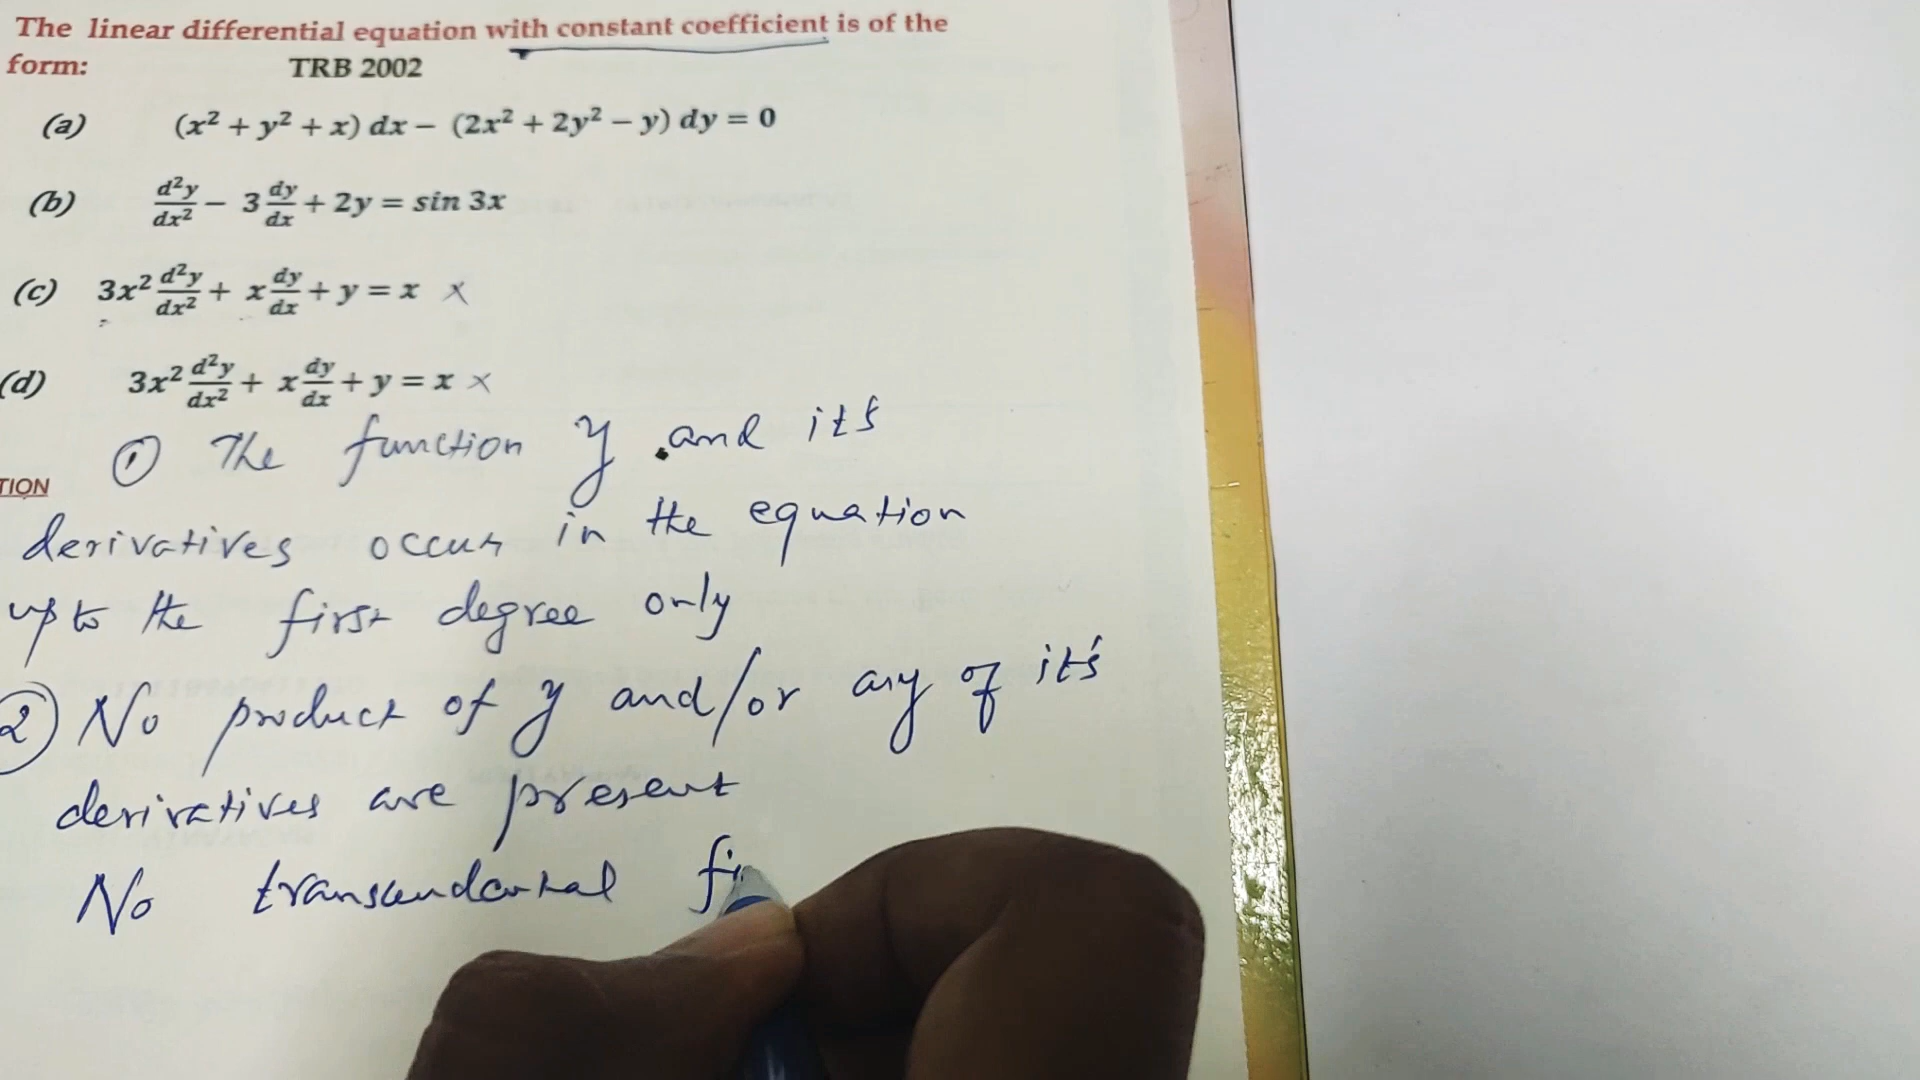 The linear differential equation with constant coefficient is of the
form: TRB 2002
(a) (x² + y² + x) dx − (2x² + 2y² − y) dy = 0
(b) d²y/dx² − 3 dy/dx + 2y = sin 3x
(c) 3x² d²y/dx² + x dy/dx + y = x ×
(d) 3x² d²y/dx² + x dy/dx + y = x ×
① The function y and its
TION
derivatives occur in the equation
up to the first degree only
② No product of y and/or any of it's
derivatives are present
No transcendental